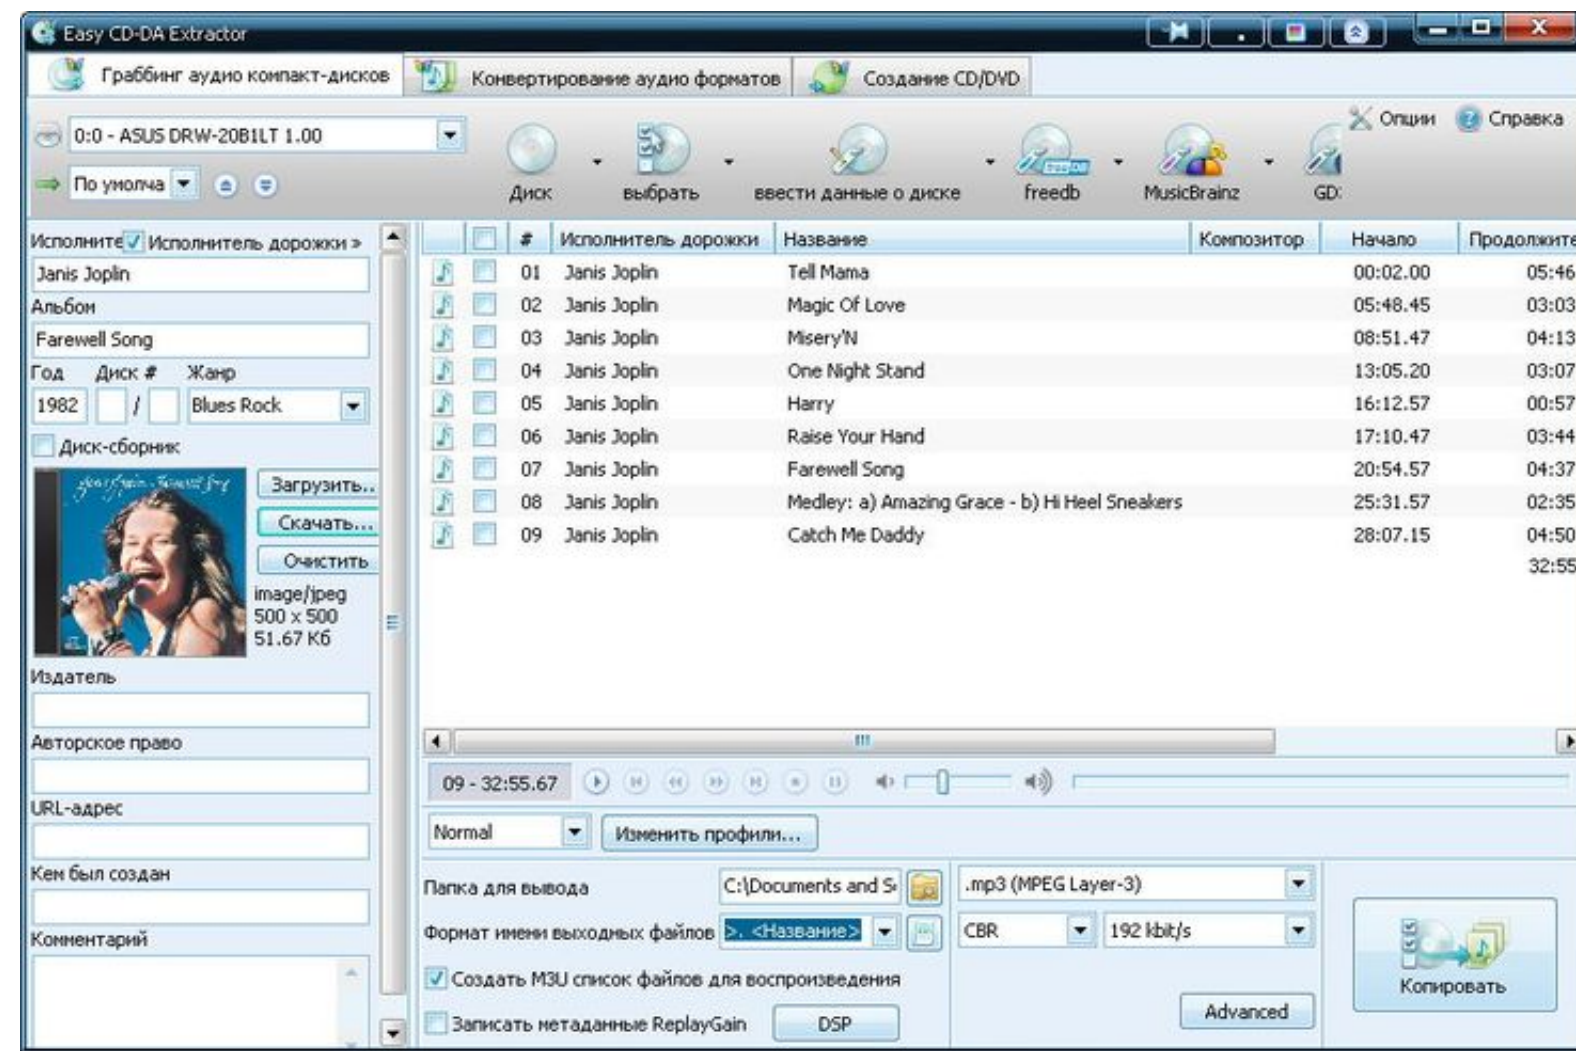 Easy CD-DA Extractor
Граббинг аудио компакт-дисков Конвертирование аудио форматов Создание CD/DVD
0:0 - ASUS DRW-20B1LT 1.00
Опции Справка
По умолча
Диск выбрать ввести данные о диске freedb MusicBrainz GD
Исполните Исполнитель дорожки »
Janis Joplin
Альбом
Farewell Song
Год Диск # Жанр
1982 / Blues Rock
Диск-сборник
Загрузить..
Скачать...
Очистить
image/jpeg
500 x 500
51.67 Кб
Издатель
Авторское право
URL-адрес
Кем был создан
Комментарий
# Исполнитель дорожки Название Композитор Начало Продолжите
01 Janis Joplin Tell Mama 00:02.00 05:46
02 Janis Joplin Magic Of Love 05:48.45 03:03
03 Janis Joplin Misery'N 08:51.47 04:13
04 Janis Joplin One Night Stand 13:05.20 03:07
05 Janis Joplin Harry 16:12.57 00:57
06 Janis Joplin Raise Your Hand 17:10.47 03:44
07 Janis Joplin Farewell Song 20:54.57 04:37
08 Janis Joplin Medley: a) Amazing Grace - b) Hi Heel Sneakers 25:31.57 02:35
09 Janis Joplin Catch Me Daddy 28:07.15 04:50
32:55
09 - 32:55.67
Normal Изменить профили...
Папка для вывода C:\Documents and S
.mp3 (MPEG Layer-3)
Формат имени выходных файлов >. <Название>
CBR 192 kbit/s
Создать M3U список файлов для воспроизведения
Записать метаданные ReplayGain DSP
Advanced
Копировать